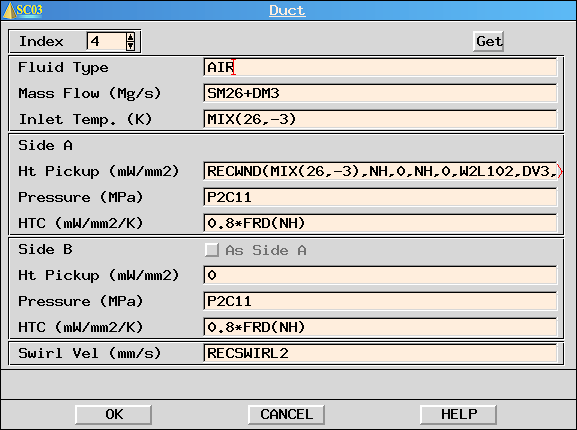 SC03 Duct
Index 4 Get
Fluid Type AIR
Mass Flow (Mg/s) SM26+DM3
Inlet Temp. (K) MIX(26,-3)
Side A
Ht Pickup (mW/mm2) RECWND(MIX(26,-3),NH,0,NH,0,W2L102,DV3,
Pressure (MPa) P2C11
HTC (mW/mm2/K) 0.8*FRD(NH)
Side B As Side A
Ht Pickup (mW/mm2) 0
Pressure (MPa) P2C11
HTC (mW/mm2/K) 0.8*FRD(NH)
Swirl Vel (mm/s) RECSWIRL2
OK CANCEL HELP